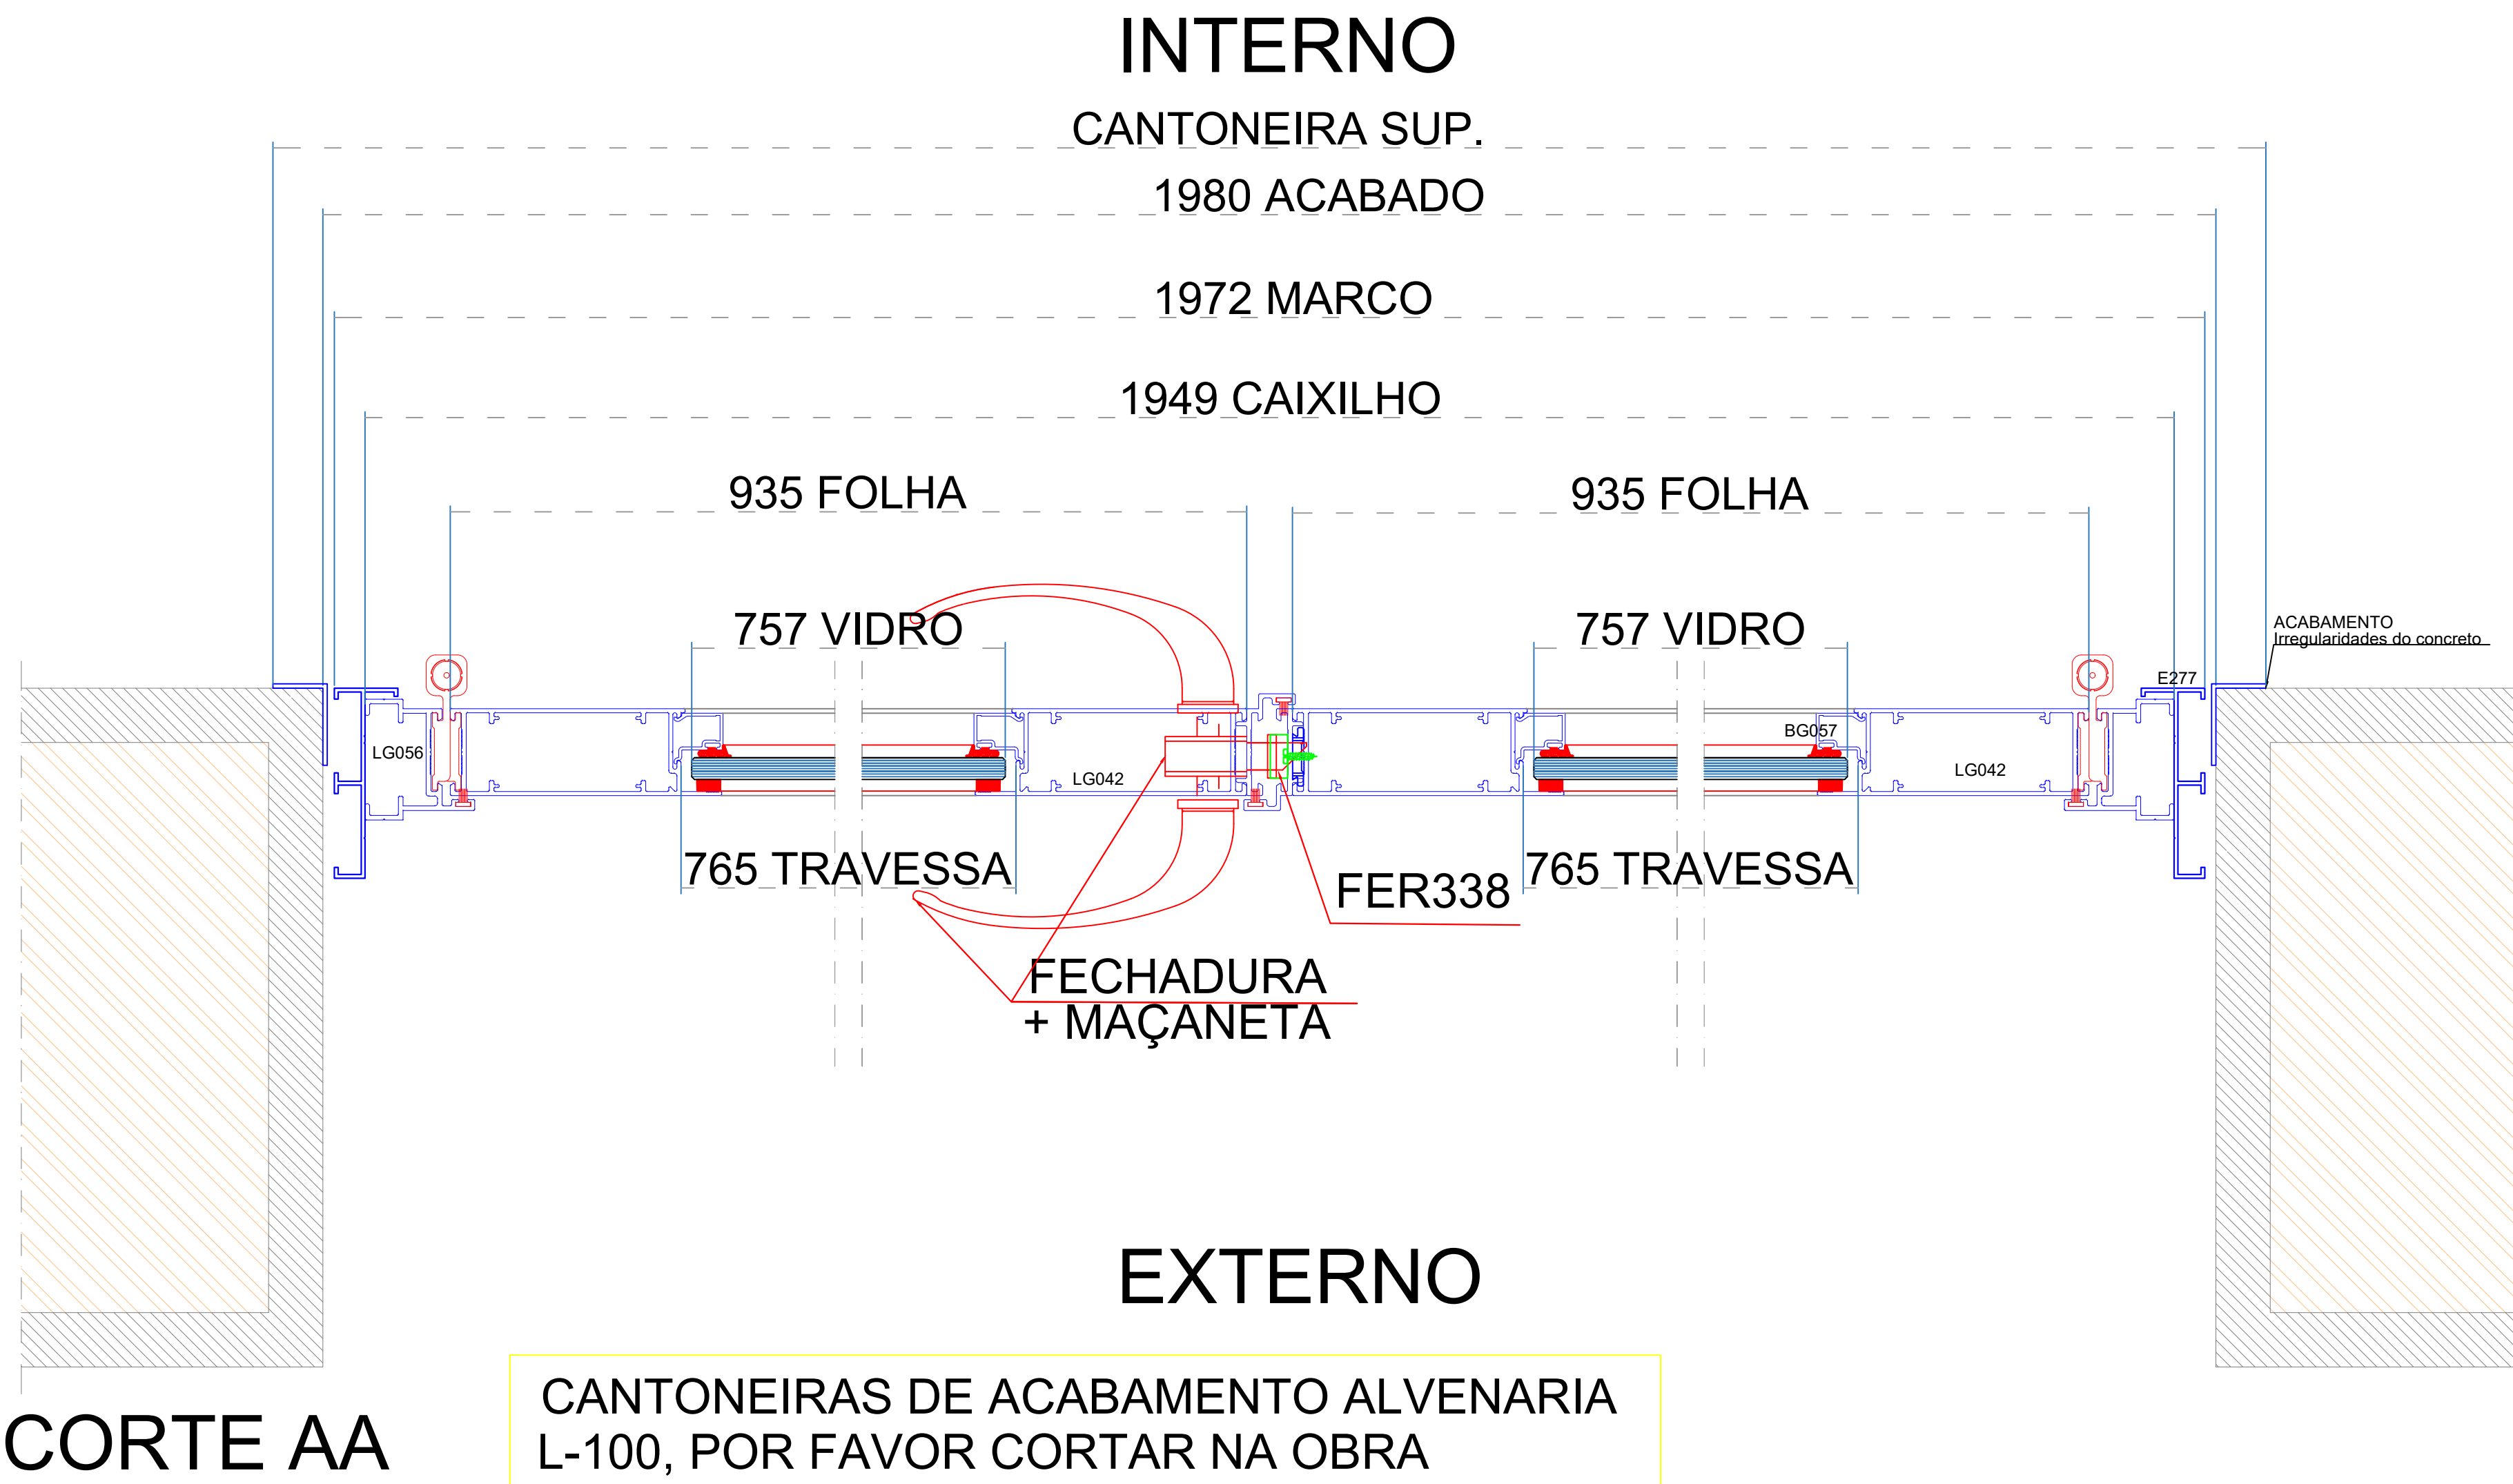 INTERNO
CANTONEIRA SUP.
1980 ACABADO
1972 MARCO
1949 CAIXILHO
935 FOLHA
935 FOLHA
757 VIDRO
757 VIDRO
ACABAMENTO
Irregularidades do concreto
E277
LG056
BG057
LG042
LG042
765 TRAVESSA
765 TRAVESSA
FER338
FECHADURA
+ MAÇANETA
EXTERNO
CANTONEIRAS DE ACABAMENTO ALVENARIA
L-100, POR FAVOR CORTAR NA OBRA
CORTE AA